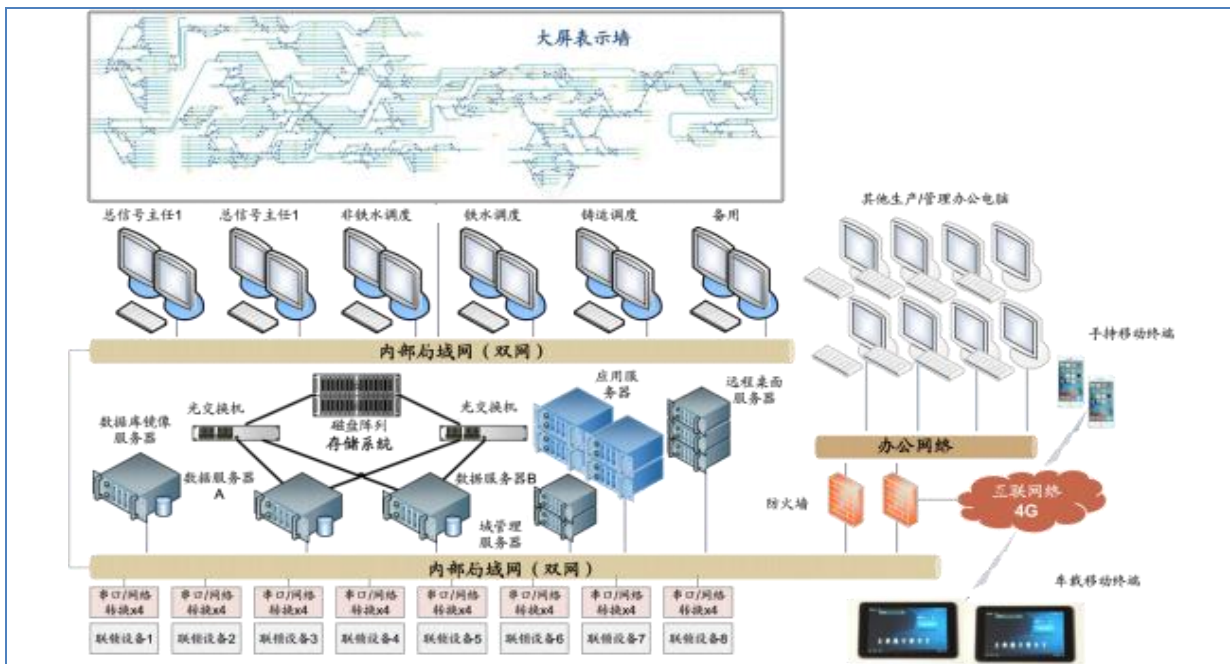 大屏表示墙
总信号主任1
总信号主任1
非铁水调度
铁水调度
铸运调度
备用
其他生产/管理办公电脑
手持移动终端
内部局域网（双网）
数据库镜像
服务器
光交换机
磁盘阵列
存储系统
光交换机
应用服
务器
远程桌面
服务器
数据服务器
A
数据服务器B
域管理
服务器
办公网络
防火墙
三联网络
4G
内部局域网（双网）
车载移动终端
串口/网络
转换x4
串口/网络
转换x4
串口/网络
转换x4
串口/网络
转换x4
串口/网络
转换x4
串口/网络
转换x4
串口/网络
转换x4
串口/网络
转换x4
联锁设备1
联锁设备2
联锁设备3
联锁设备4
联锁设备5
联锁设备6
联锁设备7
联锁设备8